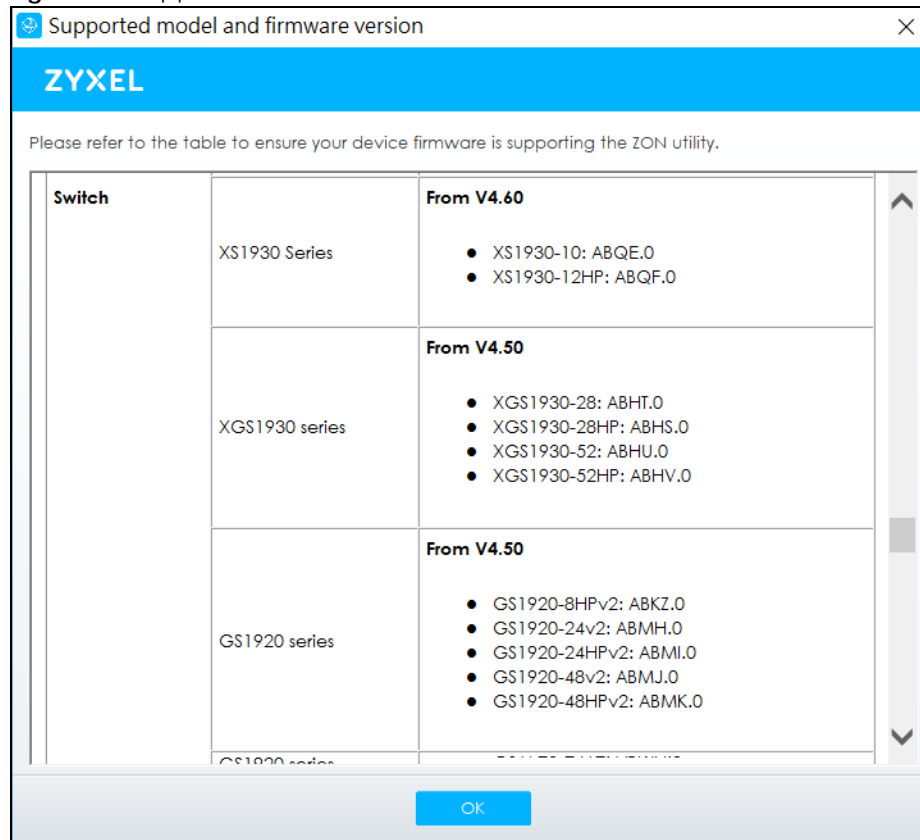 Supported model and firmware version
ZYXEL
Please refer to the table to ensure your device firmware is supporting the ZON utility.
Switch
XS1930 Series
From V4.60
● XS1930-10: ABQE.0
● XS1930-12HP: ABQF.0
XGS1930 series
From V4.50
● XGS1930-28: ABHT.0
● XGS1930-28HP: ABHS.0
● XGS1930-52: ABHU.0
● XGS1930-52HP: ABHV.0
GS1920 series
From V4.50
● GS1920-8HPv2: ABKZ.0
● GS1920-24v2: ABMH.0
● GS1920-24HPv2: ABMI.0
● GS1920-48v2: ABMJ.0
● GS1920-48HPv2: ABMK.0
GS1920 series
OK